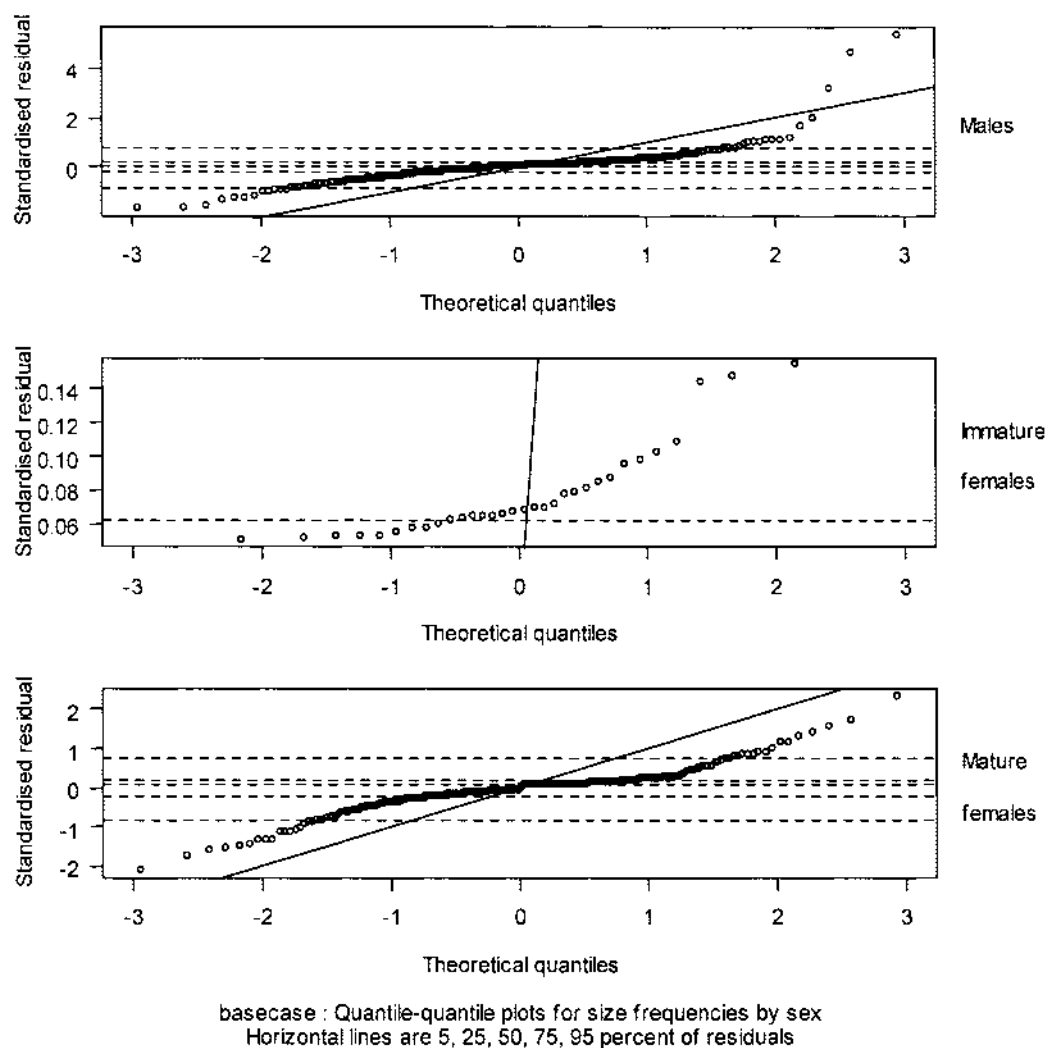 Standardised residual
4
2
0
-3 -2 -1 0 1 2 3
Theoretical quantiles
Males
Standardised residual
0.14
0.12
0.10
0.08
0.06
-3 -2 -1 0 1 2 3
Theoretical quantiles
Immature
females
Standardised residual
2
1
0
-1
-2
-3 -2 -1 0 1 2 3
Theoretical quantiles
Mature
females
basecase : Quantile-quantile plots for size frequencies by sex
Horizontal lines are 5, 25, 50, 75, 95 percent of residuals